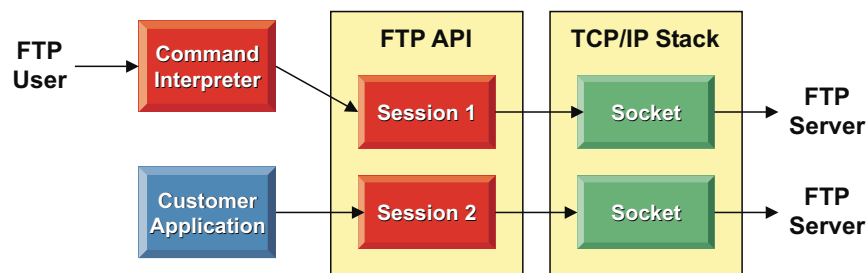 FTP API
TCP/IP Stack
FTP
User
Command
Interpreter
Session 1
Socket
FTP
Server
Customer
Application
Session 2
Socket
FTP
Server